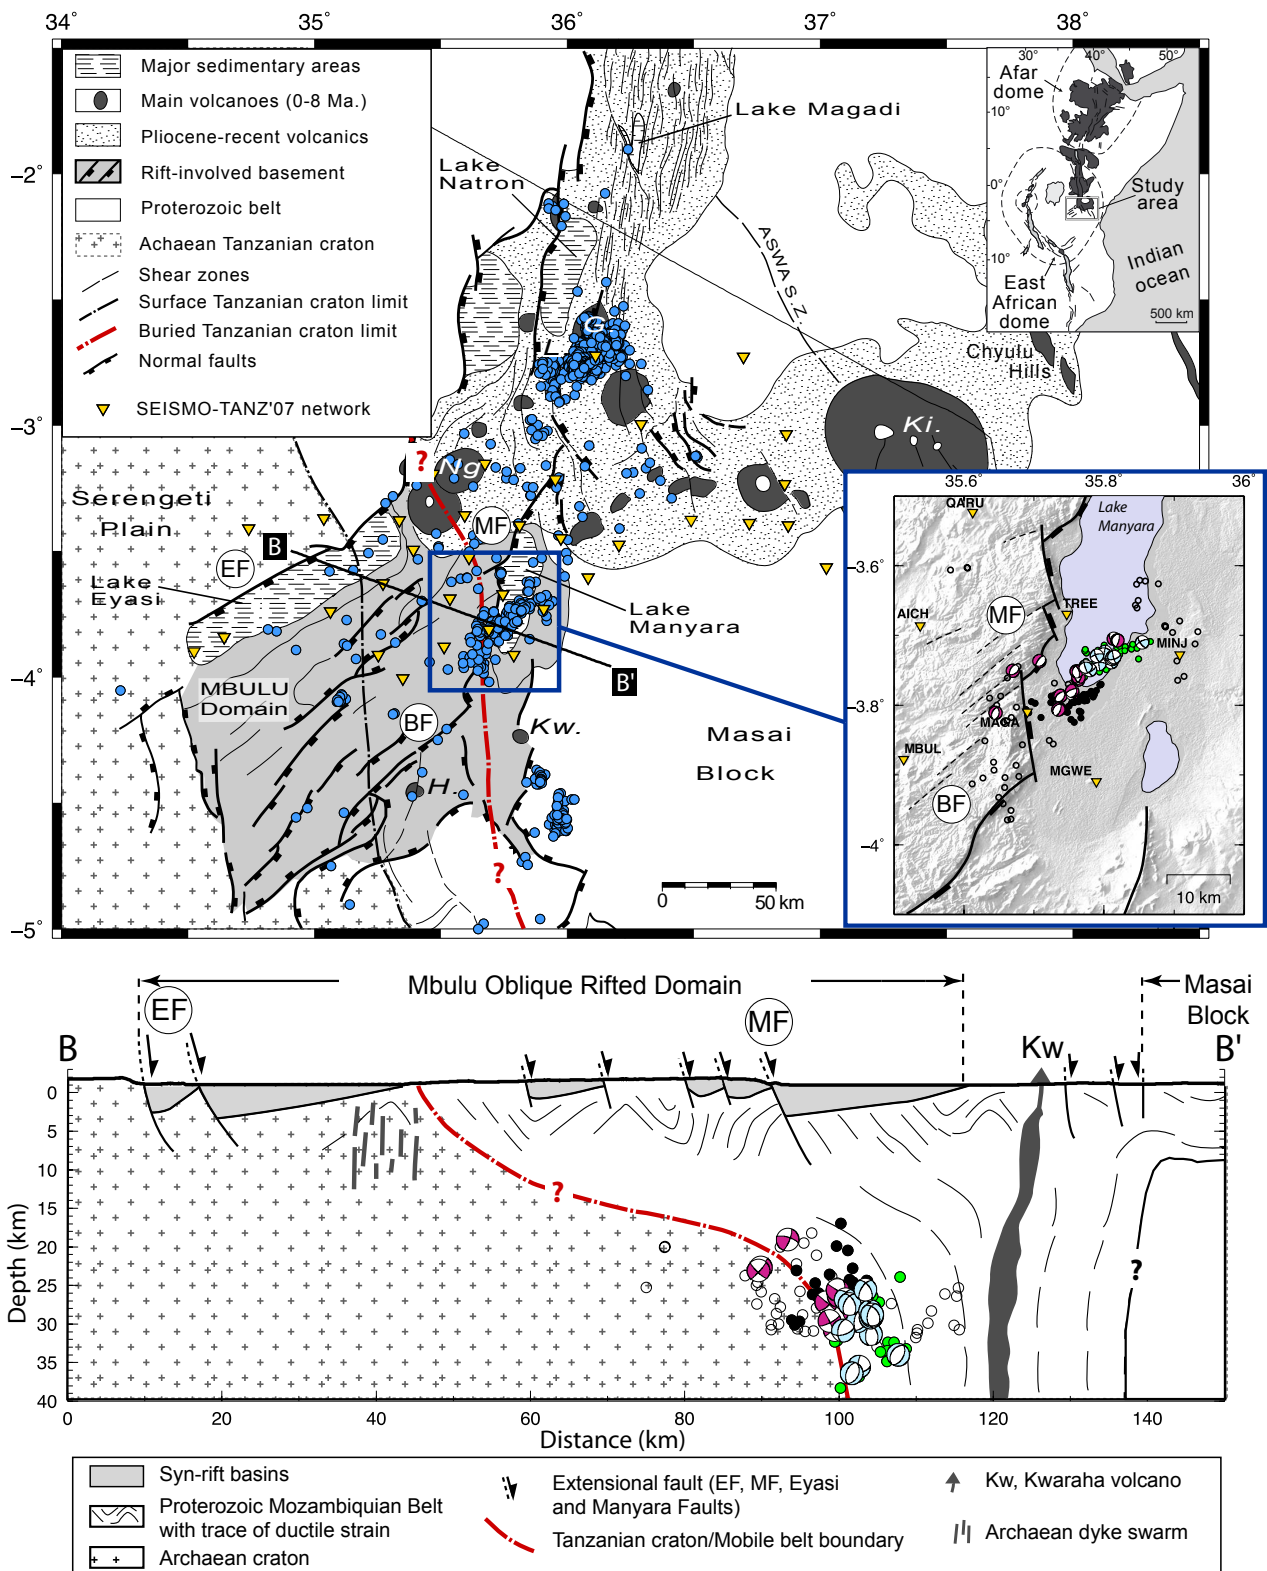 34° 35° 36° 37° 38°
−2°
−3°
−4°
−5°
Major sedimentary areas
Main volcanoes (0-8 Ma.)
Pliocene-recent volcanics
Rift-involved basement
Proterozoic belt
Achaean Tanzanian craton
Shear zones
Surface Tanzanian craton limit
Buried Tanzanian craton limit
Normal faults
SEISMO-TANZ'07 network
Lake Magadi
Lake
Natron
ASWA S.Z.
30° 40° 50°
Afar
dome
10°
0°
Study
area
10°
Indian
ocean
East
African
dome
500 km
Chyulu
Hills
G
L
Ki.
?
Ng
MF
Serengeti
Plain
B
EF
Lake
Eyasi
Lake
Manyara
B'
MBULU
Domain
BF
Kw.
H.
Masai
Block
?
0 50 km
35.6° 35.8° 36°
−3.6°
−3.8°
−4°
QARU
Lake
Manyara
AICH
MF
TREE
MINJ
MAGA
MBUL
MGWE
BF
10 km
Mbulu Oblique Rifted Domain
Masai
Block
EF
MF
B
Kw
B'
0
5
10
15
20
25
30
35
40
Depth (km)
?
?
0 20 40 60 80 100 120 140
Distance (km)
Syn-rift basins
Proterozoic Mozambiquian Belt
with trace of ductile strain
Archaean craton
Extensional fault (EF, MF, Eyasi
and Manyara Faults)
Tanzanian craton/Mobile belt boundary
Kw, Kwaraha volcano
Archaean dyke swarm